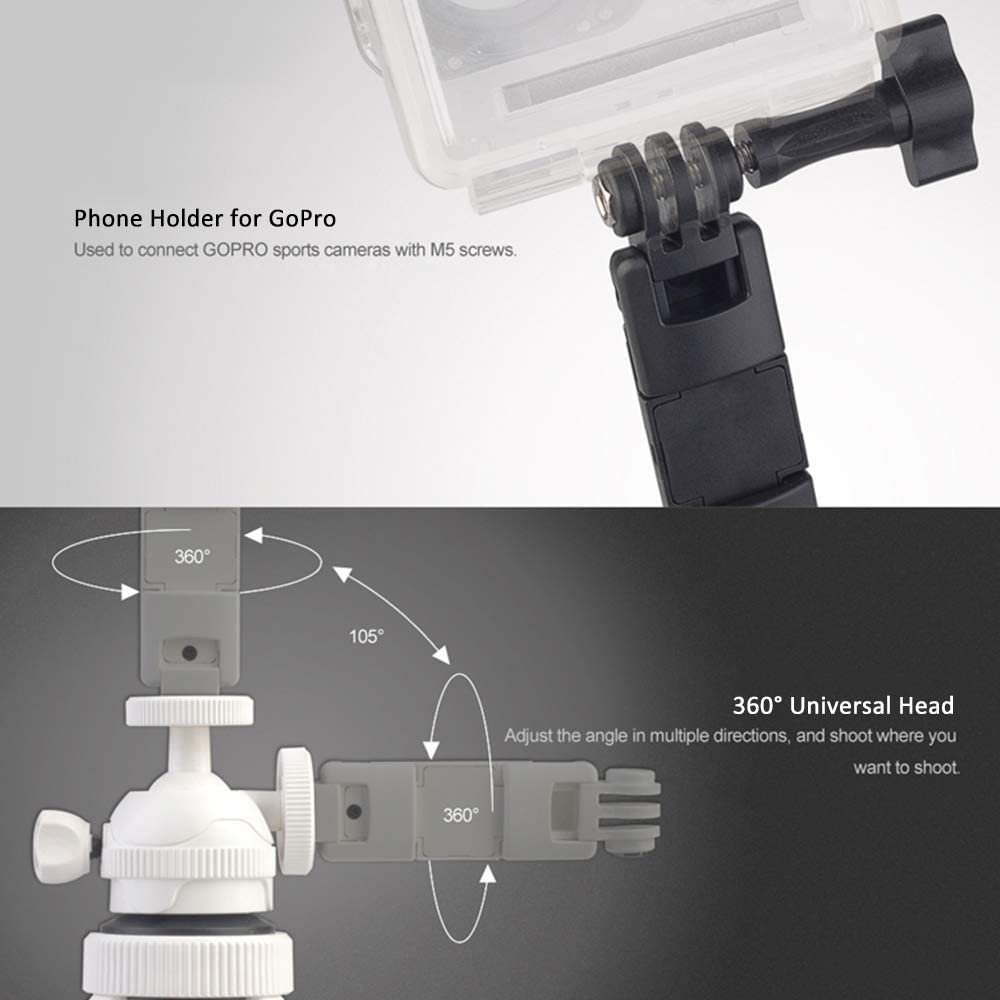 Phone Holder for GoPro
Used to connect GOPRO sports cameras with M5 screws.
360°
105°
360° Universal Head
Adjust the angle in multiple directions, and shoot where you
want to shoot.
360°